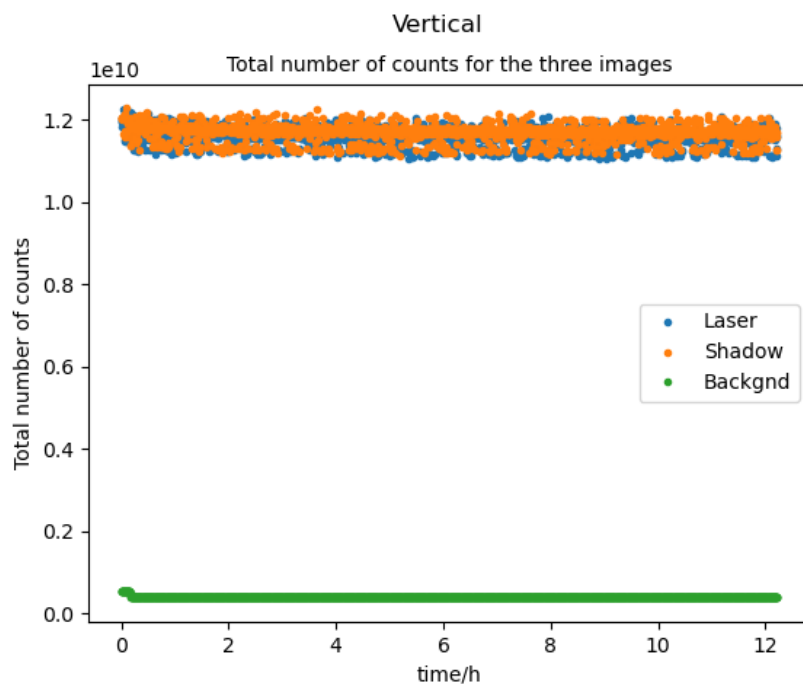 Vertical
Total number of counts for the three images
1e10
1.2
1.0
0.8
0.6
0.4
0.2
0.0
Total number of counts
Laser
Shadow
Backgnd
0 2 4 6 8 10 12
time/h